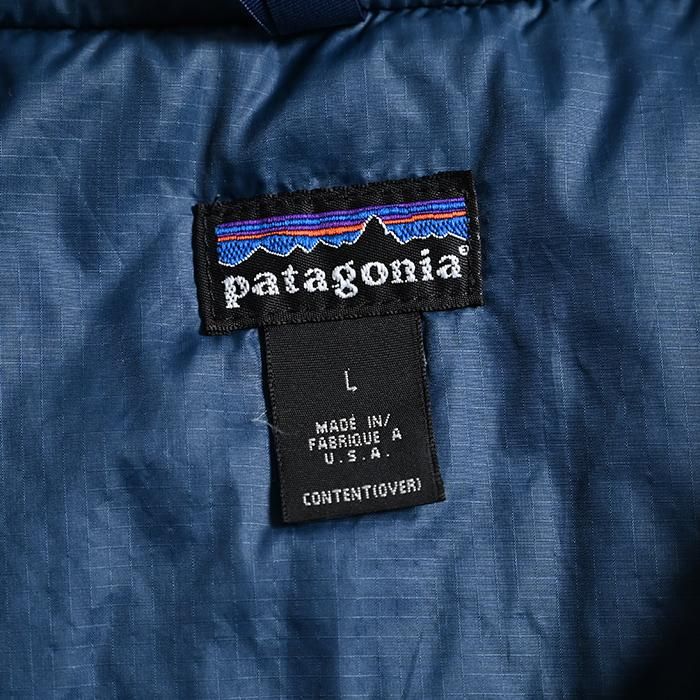 patagonia®
L
MADE IN/
FABRIQUE A
U.S.A.
CONTENT(OVER)